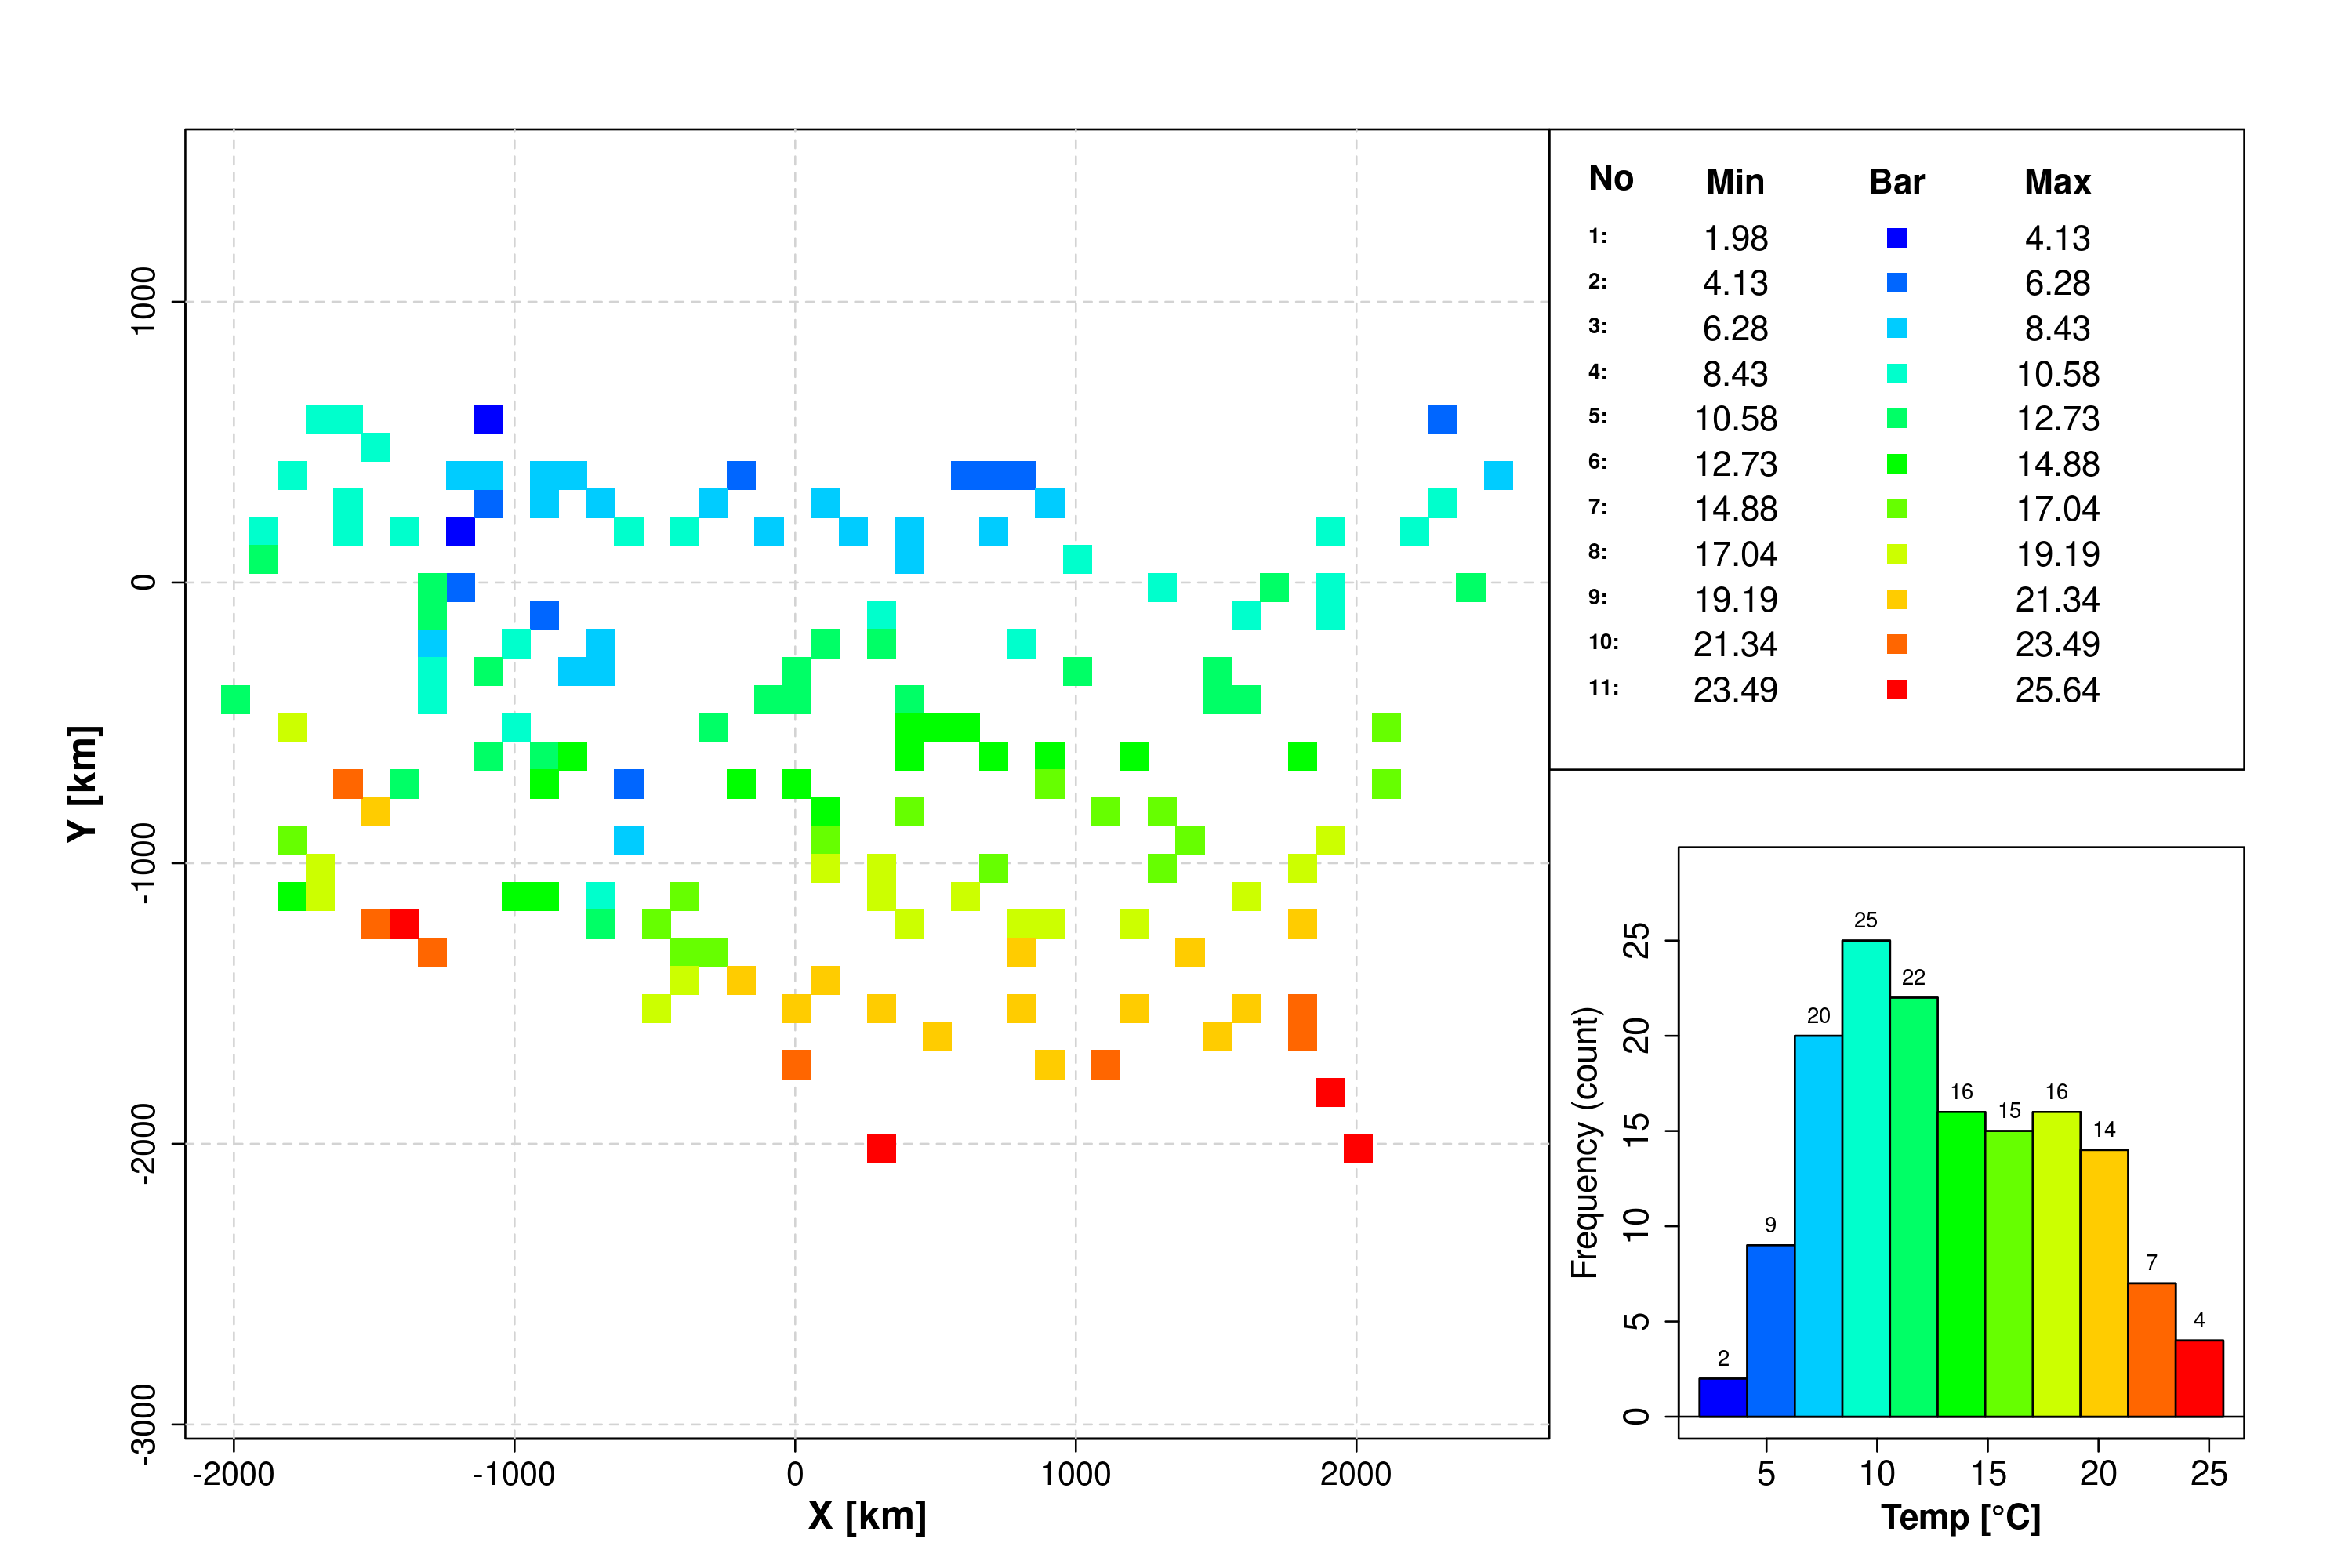 No Min Bar Max
1: 1.98 4.13
2: 4.13 6.28
3: 6.28 8.43
4: 8.43 10.58
5: 10.58 12.73
6: 12.73 14.88
7: 14.88 17.04
8: 17.04 19.19
9: 19.19 21.34
10: 21.34 23.49
11: 23.49 25.64
Y [km]
1000
0
-1000
-2000
-3000
-2000 -1000 0 1000 2000
X [km]
Frequency (count)
25
20
15
10
5
0
2 9 20 25 22 16 15 16 14 7 4
5 10 15 20 25
Temp [°C]